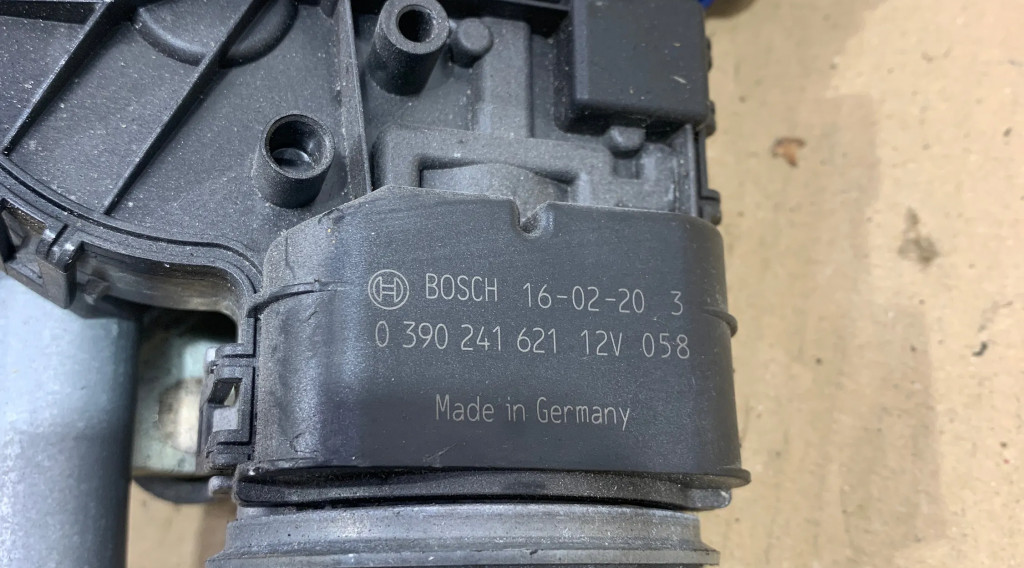 BOSCH 16-02-20 3
0 390 241 621 12V 058
Made in Germany